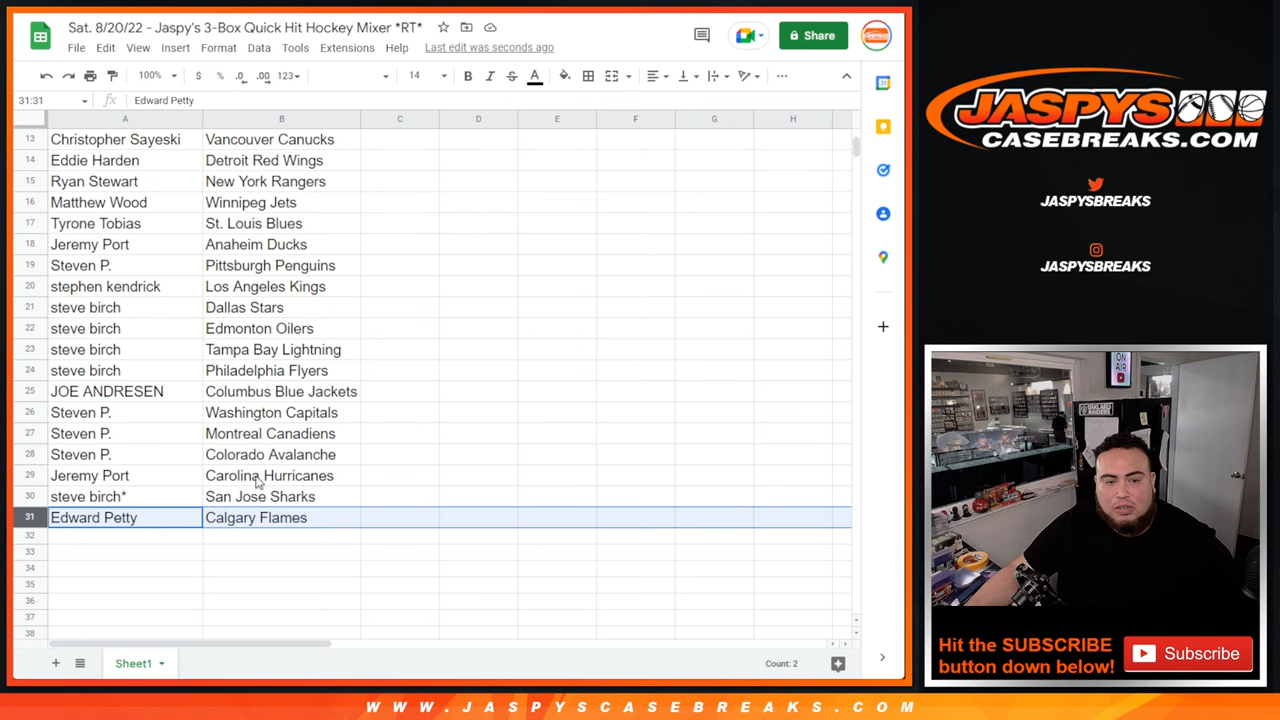 Sat. 8/20/22 - Jaspy's 3-Box Quick Hit Hockey Mixer *RT*
File Edit View Insert Format Data Tools Extensions Help Last edit was seconds ago
Share
100% $ % .0 .00 123 14 B I S A
31:31 fx Edward Petty
A B C D E F G H
13 Christopher Sayeski Vancouver Canucks
14 Eddie Harden Detroit Red Wings
15 Ryan Stewart New York Rangers
16 Matthew Wood Winnipeg Jets
17 Tyrone Tobias St. Louis Blues
18 Jeremy Port Anaheim Ducks
19 Steven P. Pittsburgh Penguins
20 stephen kendrick Los Angeles Kings
21 steve birch Dallas Stars
22 steve birch Edmonton Oilers
23 steve birch Tampa Bay Lightning
24 steve birch Philadelphia Flyers
25 JOE ANDRESEN Columbus Blue Jackets
26 Steven P. Washington Capitals
27 Steven P. Montreal Canadiens
28 Steven P. Colorado Avalanche
29 Jeremy Port Carolina Hurricanes
30 steve birch* San Jose Sharks
31 Edward Petty Calgary Flames
32
33
34
35
36
37
38
Sheet1 Count: 2
JASPYS
CASEBREAKS.COM
JASPYSBREAKS
JASPYSBREAKS
ON
AIR
Hit the SUBSCRIBE
button down below!
Subscribe
WWW.JASPYSCASEBREAKS.COM